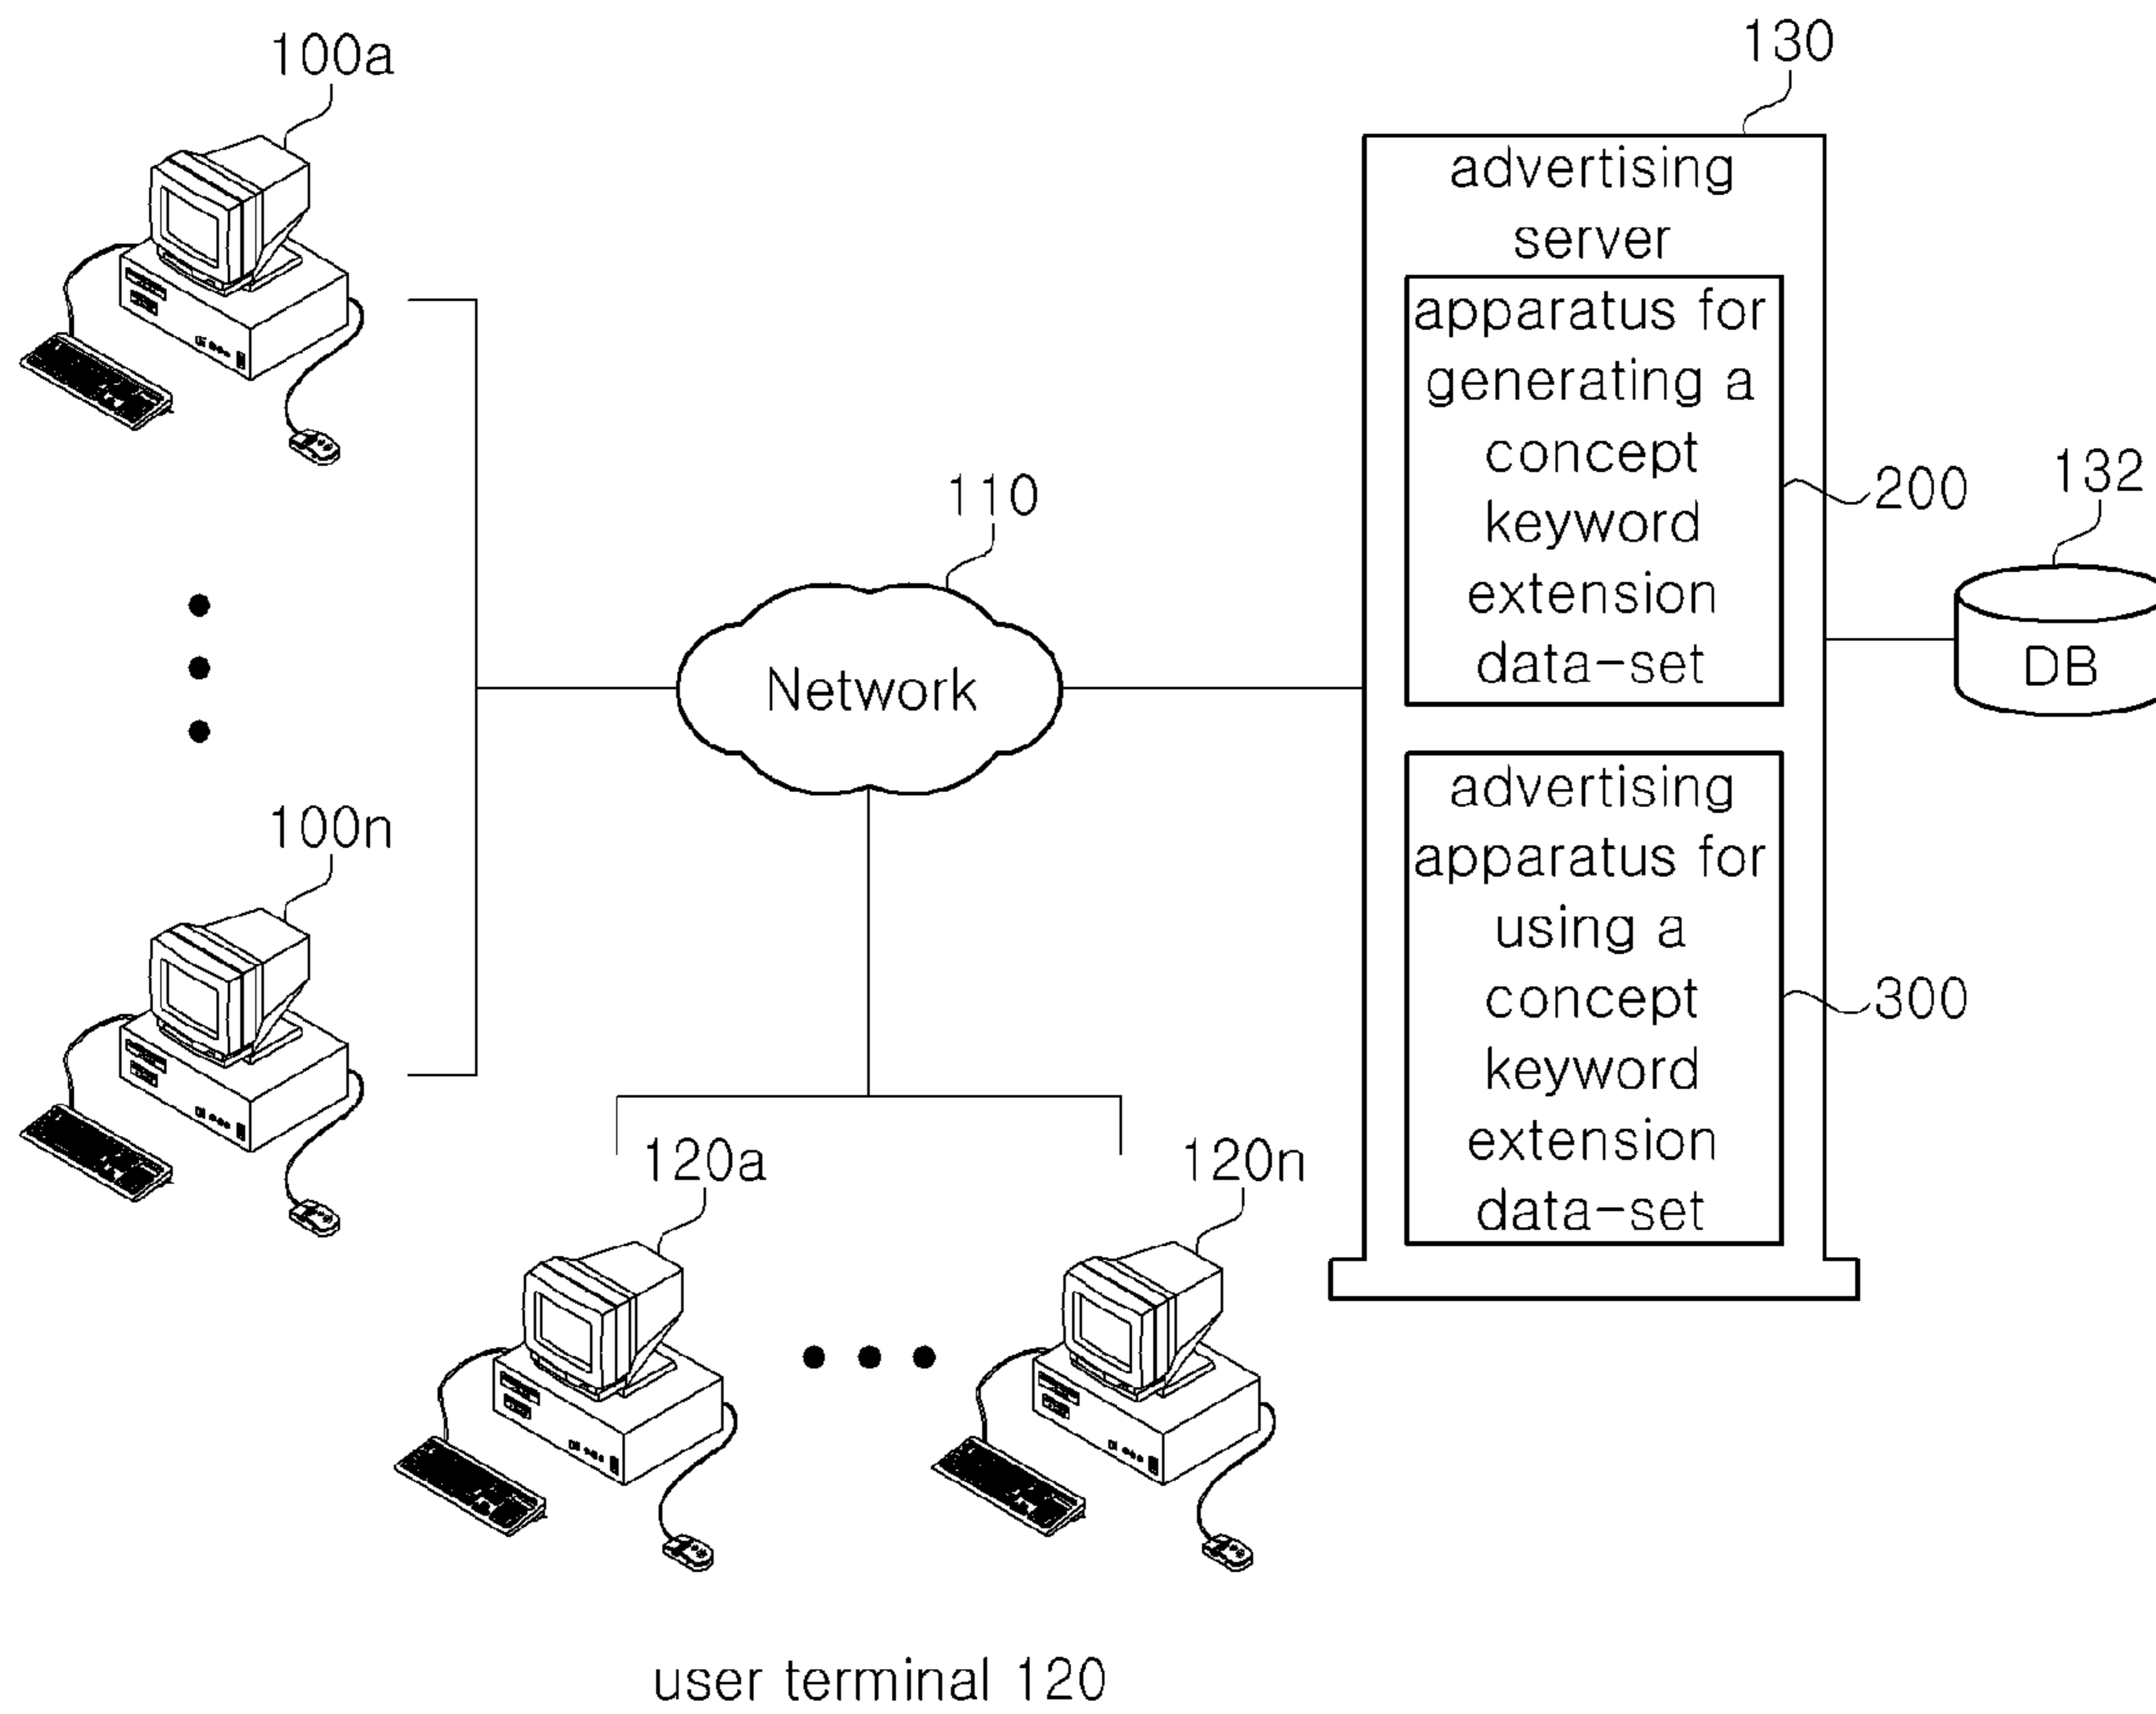 100a
130
advertising
server
apparatus for
generating a
concept
keyword
extension
data-set
200
132
DB
110
Network
100n
advertising
apparatus for
using a
concept
keyword
extension
data-set
300
120a
120n
user terminal 120